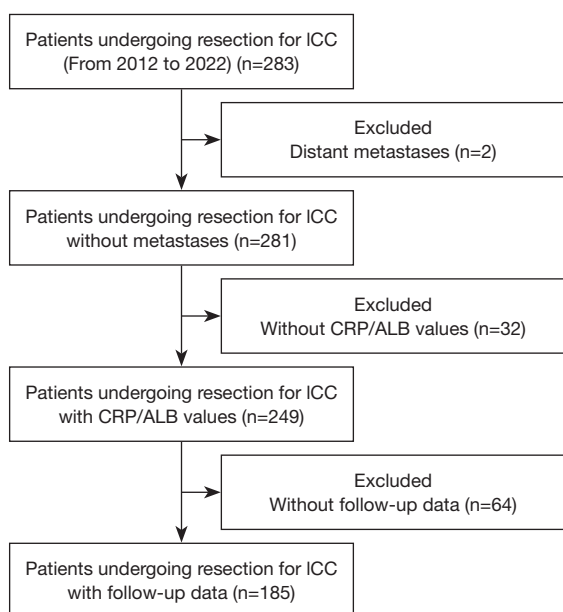 Patients undergoing resection for ICC
(From 2012 to 2022) (n=283)
Excluded
Distant metastases (n=2)
Patients undergoing resection for ICC
without metastases (n=281)
Excluded
Without CRP/ALB values (n=32)
Patients undergoing resection for ICC
with CRP/ALB values (n=249)
Excluded
Without follow-up data (n=64)
Patients undergoing resection for ICC
with follow-up data (n=185)